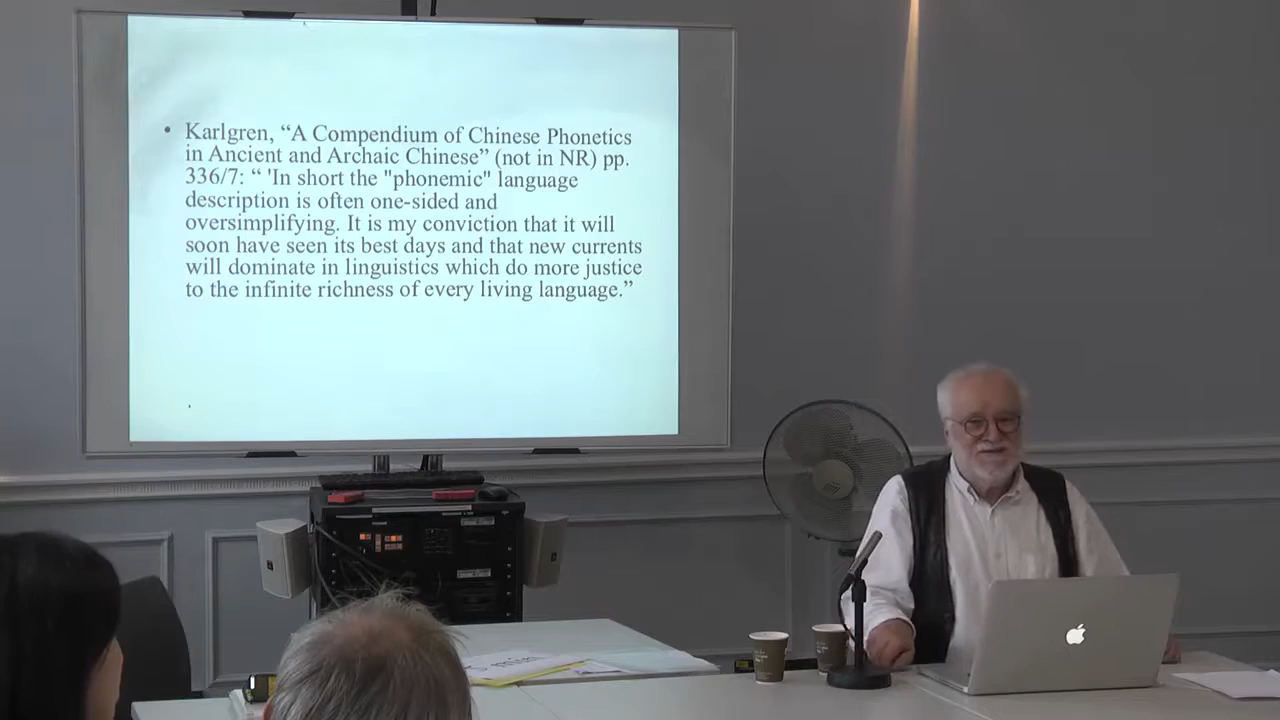 • Karlgren, “A Compendium of Chinese Phonetics
in Ancient and Archaic Chinese” (not in NR) pp.
336/7: “ 'In short the "phonemic" language
description is often one-sided and
oversimplifying. It is my conviction that it will
soon have seen its best days and that new currents
will dominate in linguistics which do more justice
to the infinite richness of every living language.”